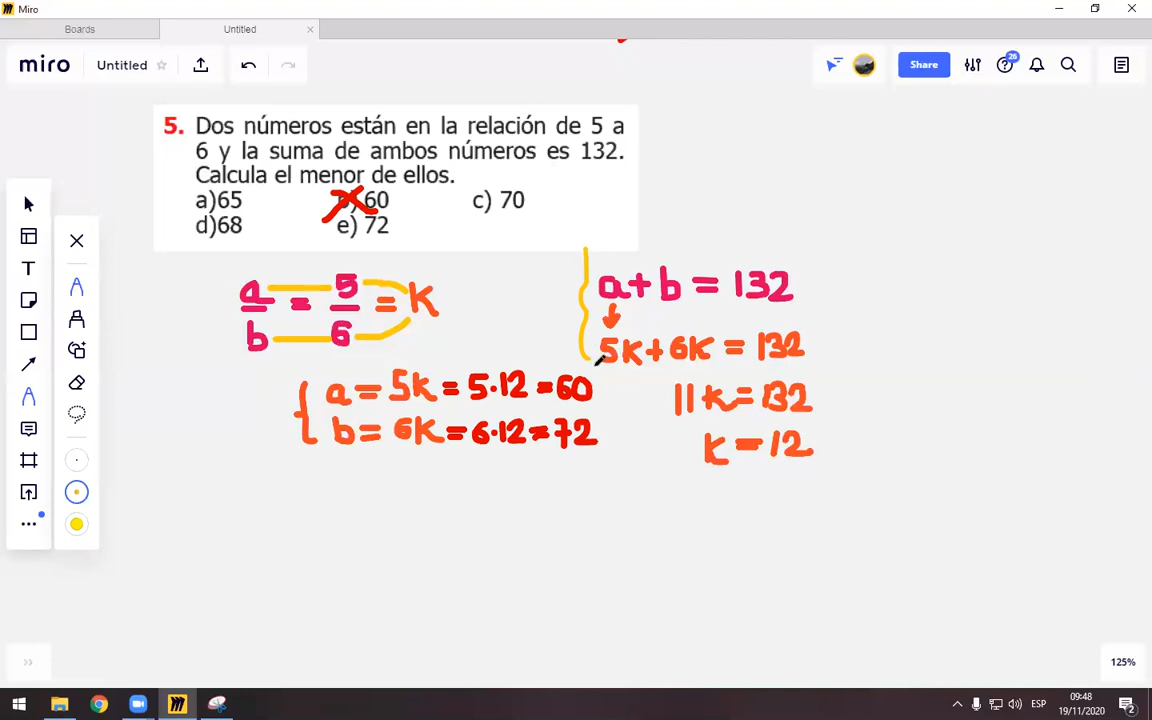 Miro
Boards
Untitled
miro
Untitled
Share
26
5. Dos números están en la relación de 5 a
6 y la suma de ambos números es 132.
Calcula el menor de ellos.
a)65 b) 60 c) 70
d)68 e) 72
a/b = 5/6 = K
a+b = 132
5K+6K = 132
a = 5K = 5·12 = 60
11K = 132
b = 6K = 6·12 = 72
K = 12
125%
09:48
ESP
19/11/2020
2